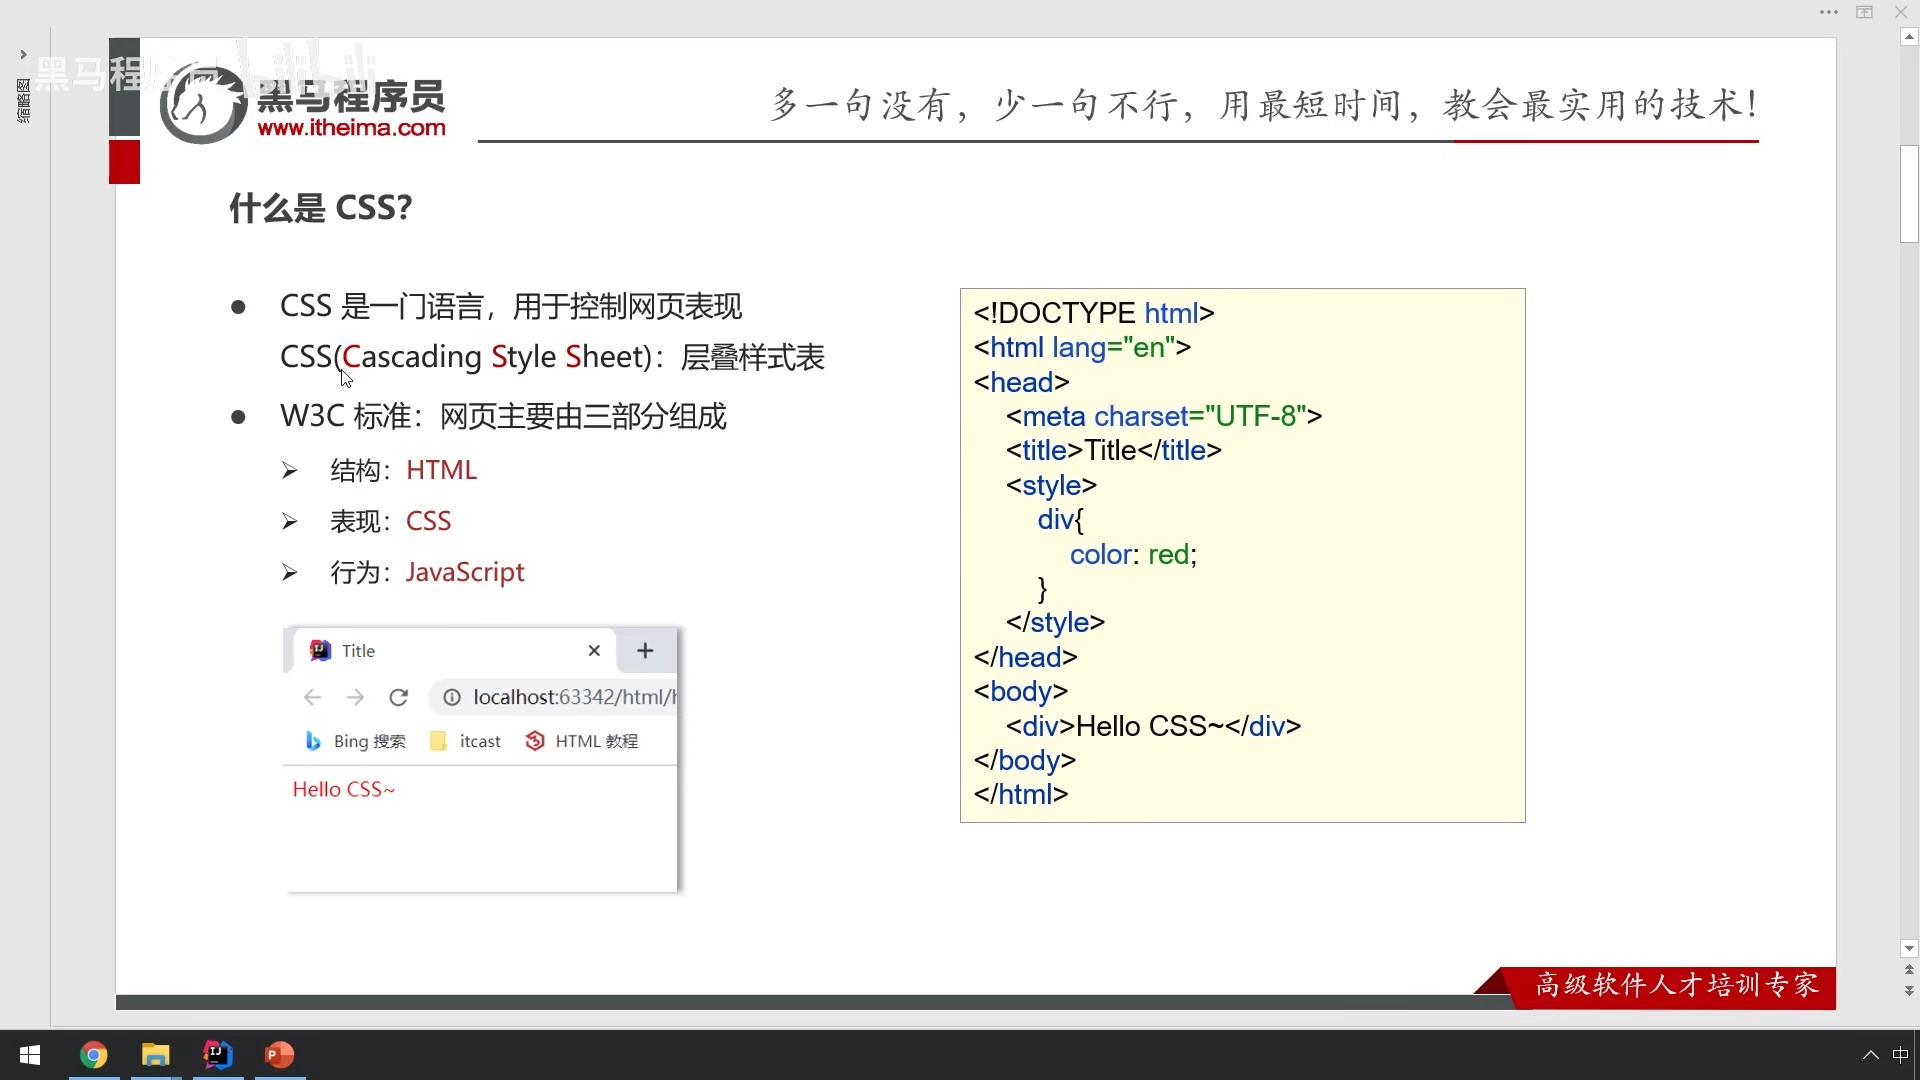 缩略图
黑马程序员 bilibili
黑马程序员
www.itheima.com
多一句没有，少一句不行，用最短时间，教会最实用的技术！
什么是 CSS?
● CSS 是一门语言，用于控制网页表现
CSS(Cascading Style Sheet)：层叠样式表
● W3C 标准：网页主要由三部分组成
➢ 结构：HTML
➢ 表现：CSS
➢ 行为：JavaScript
Title
localhost:63342/html/h
Bing 搜索 itcast HTML 教程
Hello CSS~
<!DOCTYPE html>
<html lang="en">
<head>
<meta charset="UTF-8">
<title>Title</title>
<style>
div{
color: red;
}
</style>
</head>
<body>
<div>Hello CSS~</div>
</body>
</html>
高级软件人才培训专家
中